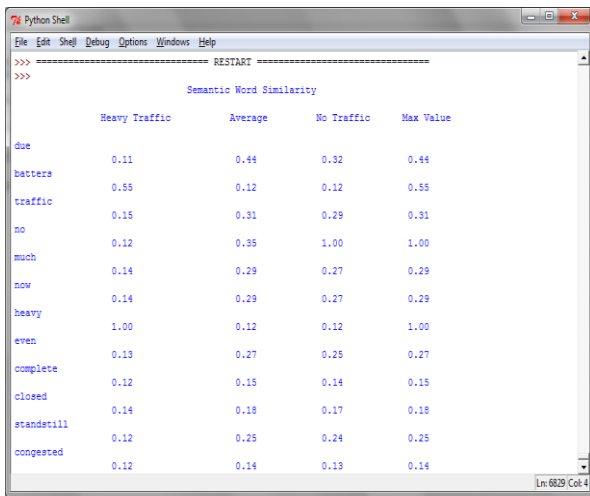 Python Shell
File Edit Shell Debug Options Windows Help
>>> ================================ RESTART ================================
>>>
Semantic Word Similarity
Heavy Traffic Average No Traffic Max Value
due
0.11 0.44 0.32 0.44
batters
0.55 0.12 0.12 0.55
traffic
0.15 0.31 0.29 0.31
no
0.12 0.35 1.00 1.00
much
0.14 0.29 0.27 0.29
now
0.14 0.29 0.27 0.29
heavy
1.00 0.12 0.12 1.00
even
0.13 0.27 0.25 0.27
complete
0.12 0.15 0.14 0.15
closed
0.14 0.18 0.17 0.18
standstill
0.12 0.25 0.24 0.25
congested
0.12 0.14 0.13 0.14
Ln: 6829 Col: 4